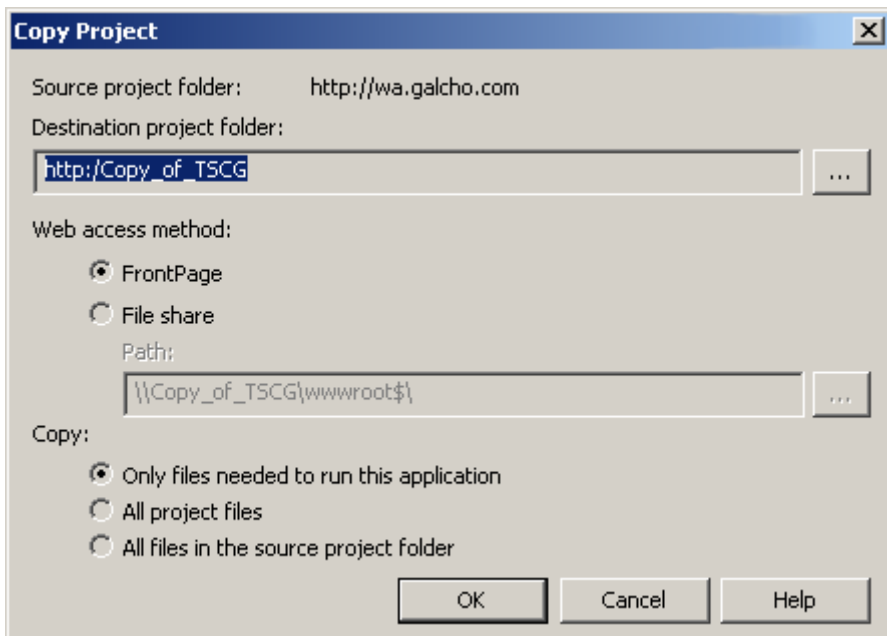 Copy Project
Source project folder: http://wa.galcho.com
Destination project folder:
http:/Copy_of_TSCG
...
Web access method:
FrontPage
File share
Path:
\\Copy_of_TSCG\wwwroot$\
...
Copy:
Only files needed to run this application
All project files
All files in the source project folder
OK Cancel Help